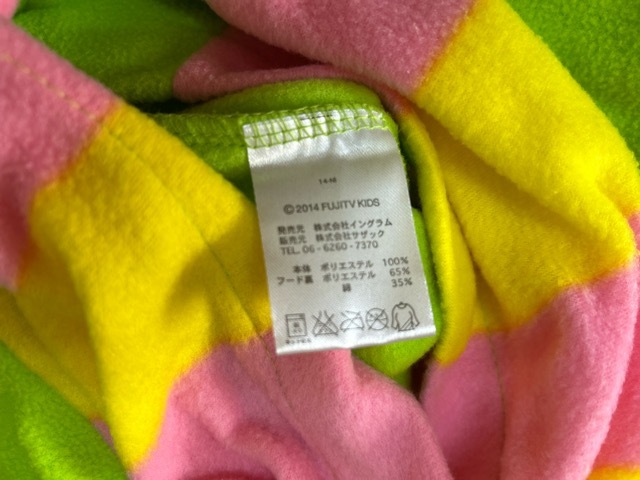 ©2014 FUJITV KIDS
発売元 株式会社イングラム
販売元 株式会社サザック
TEL. 06-6260-7370
本体 ポリエステル 100%
フード裏 ポリエステル 65%
綿 35%